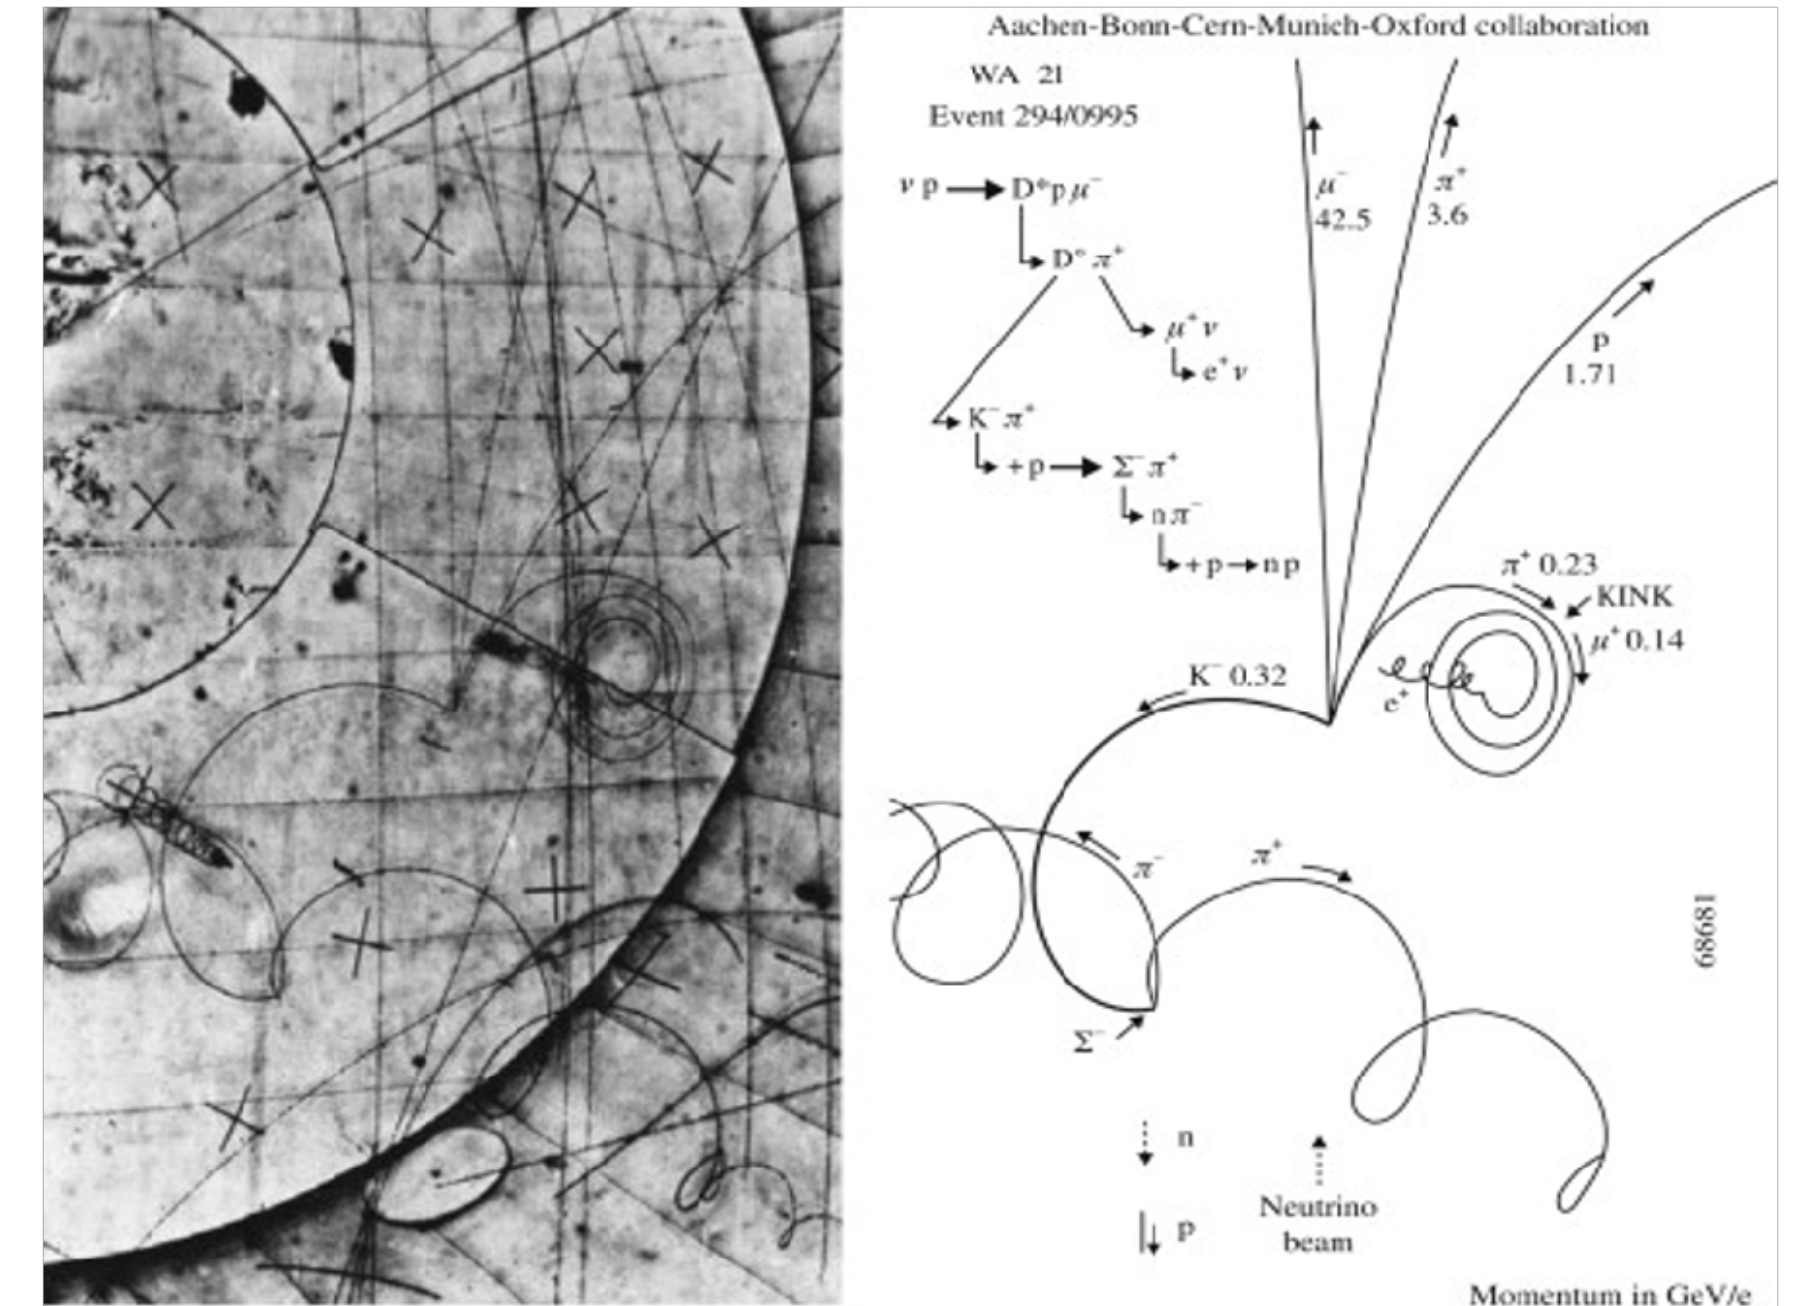 Aachen-Bonn-Cern-Munich-Oxford collaboration
WA 21
Event 294/0995
ν p → D*p μ⁻
D° π⁺
μ⁺ ν
e⁺ ν
K⁻ π⁺
+ p → Σ⁻ π⁺
n π⁻
+ p → n p
μ⁻
42.5
π⁺
3.6
p
1.71
π⁺ 0.23
KINK
μ⁺ 0.14
e⁺
K⁻ 0.32
π⁻
π⁺
Σ⁻
n
p
Neutrino
beam
68681
Momentum in GeV/e